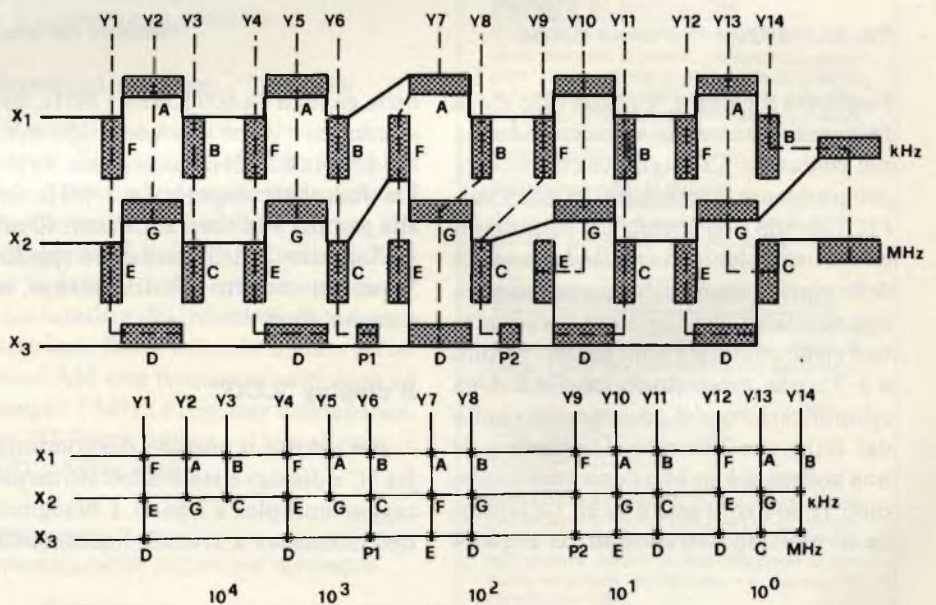 Y1 Y2 Y3 Y4 Y5 Y6 Y7 Y8 Y9 Y10 Y11 Y12 Y13 Y14
A A A A A
X1
F B F B F B F B F B kHz
G G G G G
X2
E C E C E C E C E C MHz
X3
D D P1 D P2 D D
Y1 Y2 Y3 Y4 Y5 Y6 Y7 Y8 Y9 Y10 Y11 Y12 Y13 Y14
X1
F A B F A B A B F A B F A B
X2 kHz
E G C E G C F G C G C E G
X3
D D P1 E D P2 E D D C MHz
10⁴ 10³ 10² 10¹ 10⁰